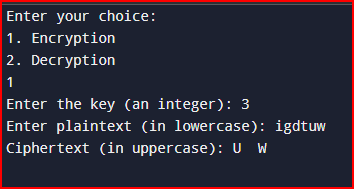 Enter your choice:
1. Encryption
2. Decryption
1
Enter the key (an integer): 3
Enter plaintext (in lowercase): igdtuw
Ciphertext (in uppercase): U  W